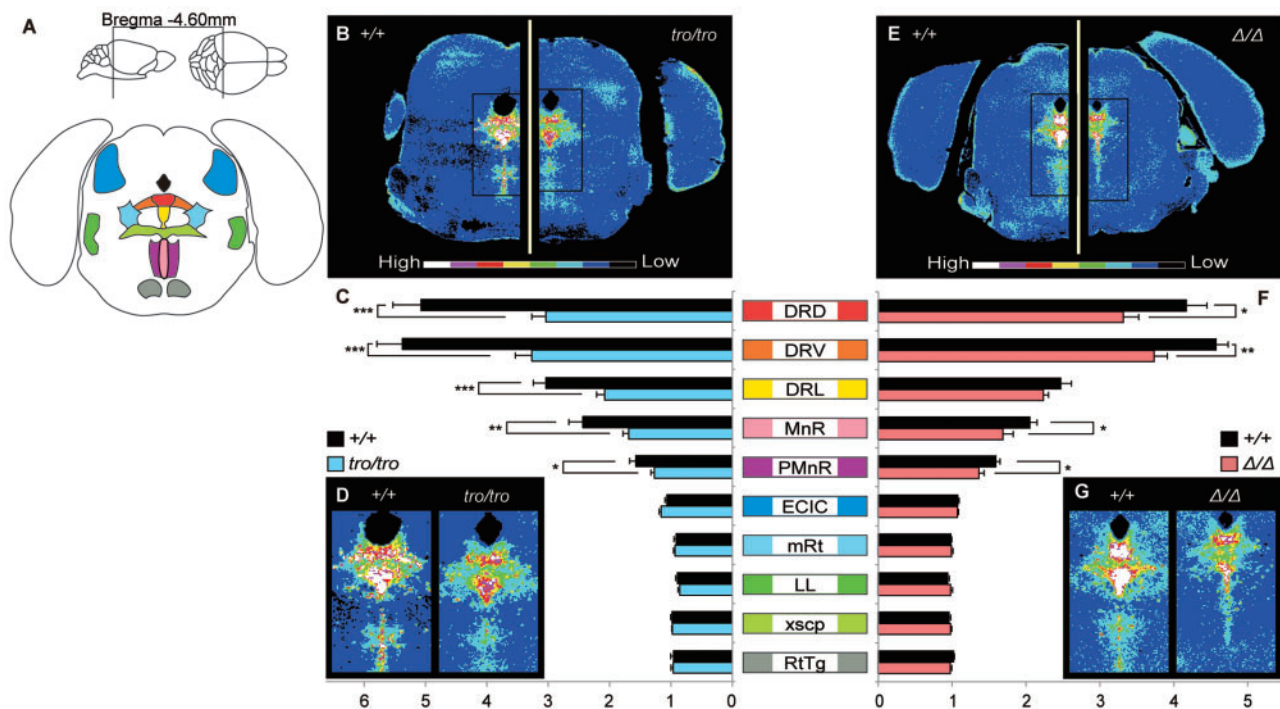 A
Bregma -4.60mm
B
+/+
tro/tro
High
Low
E
+/+
Δ/Δ
High
Low
C
F
***
DRD
*
***
DRV
**
***
DRL
**
MnR
*
*
PMnR
*
ECIC
mRt
LL
xscp
RtTg
+/+
tro/tro
+/+
Δ/Δ
D
+/+
tro/tro
G
+/+
Δ/Δ
6 5 4 3 2 1 0
0 1 2 3 4 5